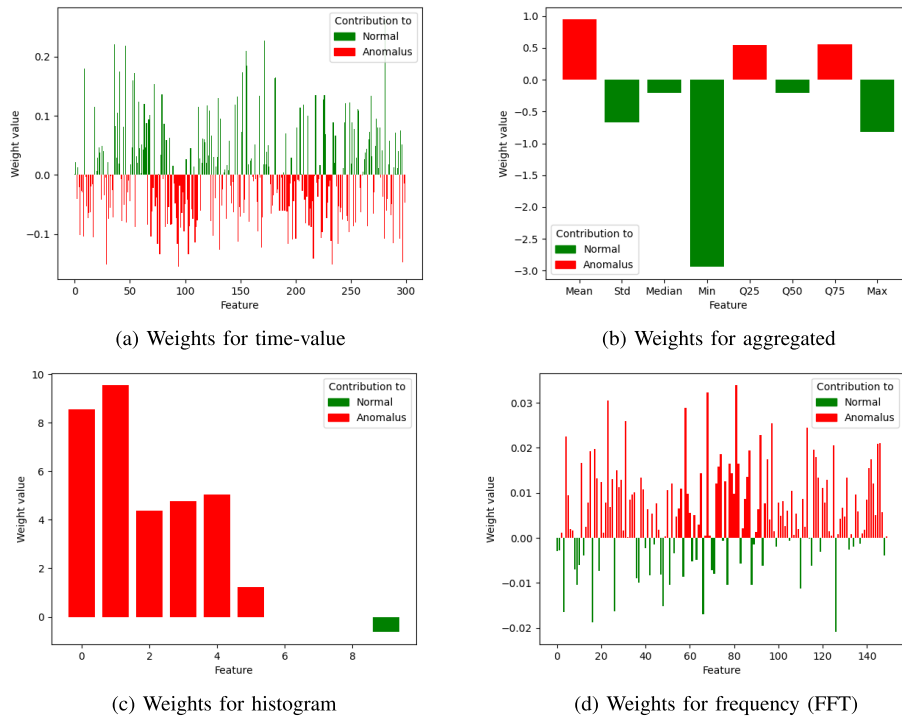 Contribution to
Normal
Anomalus
0.2
0.1
0.0
−0.1
Weight value
0 50 100 150 200 250 300
Feature
(a) Weights for time-value
1.0
0.5
0.0
−0.5
−1.0
−1.5
−2.0
−2.5
−3.0
Weight value
Contribution to
Normal
Anomalus
Mean Std Median Min Q25 Q50 Q75 Max
Feature
(b) Weights for aggregated
10
8
6
4
2
0
Weight value
Contribution to
Normal
Anomalus
0 2 4 6 8
Feature
(c) Weights for histogram
0.03
0.02
0.01
0.00
−0.01
−0.02
Weight value
Contribution to
Normal
Anomalus
0 20 40 60 80 100 120 140
Feature
(d) Weights for frequency (FFT)